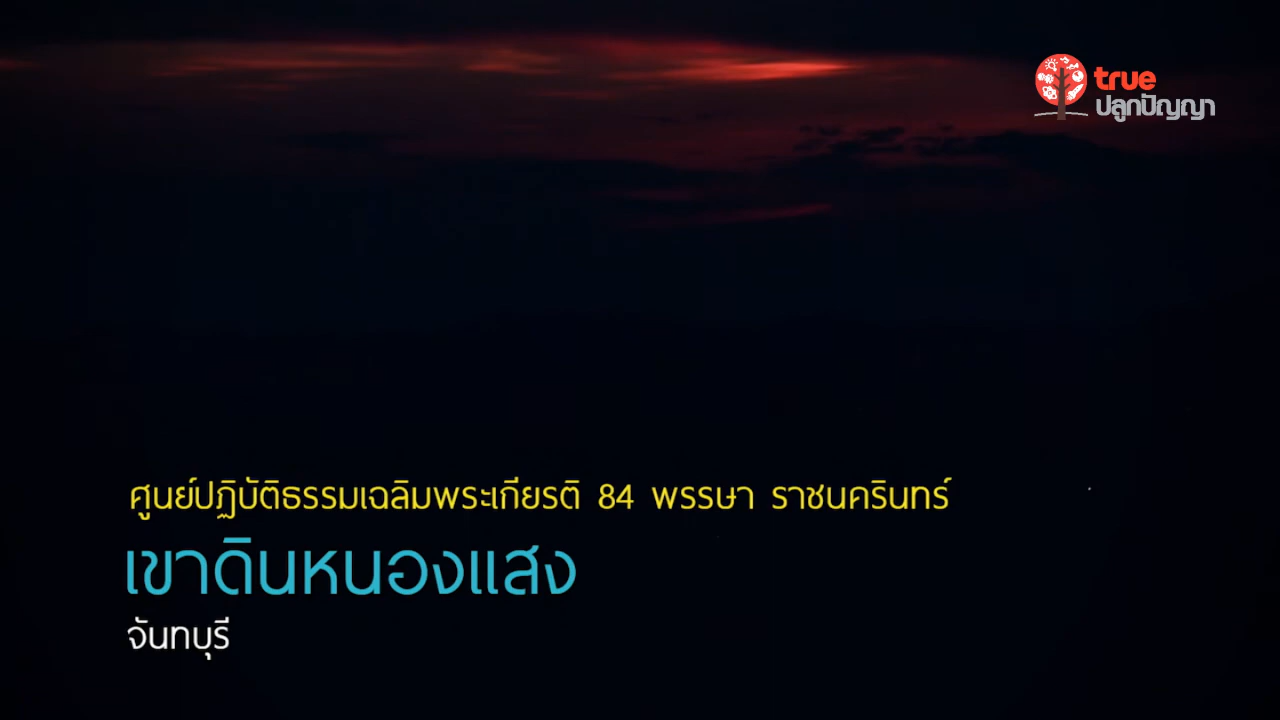 true
ปลูกปัญญา
ศูนย์ปฏิบัติธรรมเฉลิมพระเกียรติ 84 พรรษา ราชนครินทร์
เขาดินหนองแสง
จันทบุรี